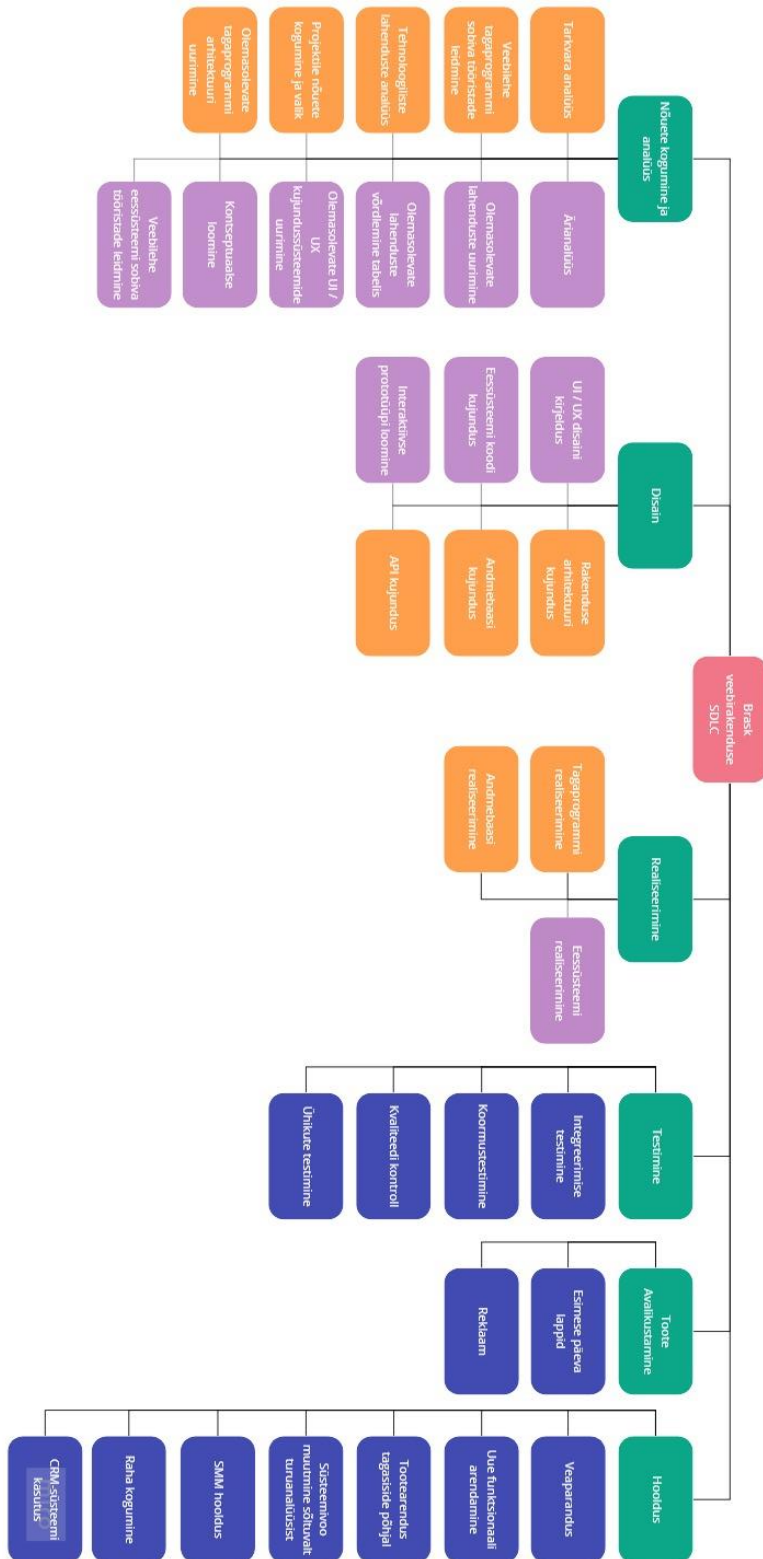 Brask
veebirakenduse
SDLC
Nõuete kogumine ja
analüüs
Tarkvara analüüs
Ärianalüüs
Veebilehe
tagaprogrammi
sobiva tööristade
leidmine
Olemasolevate
lahenduste uurimine
Tehnoloogiliste
lahenduste analüüs
Olemasolevate
lahenduste
võrdlemine tabelis
Projektile nõuete
kogumine ja valik
Olemasolevate UI /
UX
kujundussüsteemide
uurimine
Olemasolevate
tagaprogrammi
arhitektuuri
uurimine
Kontseptuaalse
loomine
Veebilehe
eessüsteemi sobiva
tööristade leidmine
Disain
UI / UX disaini
kirjeldus
Rakenduse
arhitektuuri
kujundus
Eessüsteemi koodi
kujundus
Andmebaasi
kujundus
Interaktiivse
prototüüpi loomine
API kujundus
Realiseerimine
Tagaprogrammi
realiseerimine
Eessüsteemi
realiseerimine
Andmebaasi
realiseerimine
Testimine
Integreerimise
testimine
Koormustestimine
Kvaliteedi kontroll
Ühikute testimine
Toote
Avalikustamine
Esimese päeva
lappid
Reklaam
Hooldus
Veaparandus
Uue funktsionaali
arendamine
Tootearendus
tagasiside põhjal
Süsteemivoo
muutmine sõltuvalt
turuanalüüsist
SMM hooldus
Raha kogumine
CRM-süsteemi
kasutus